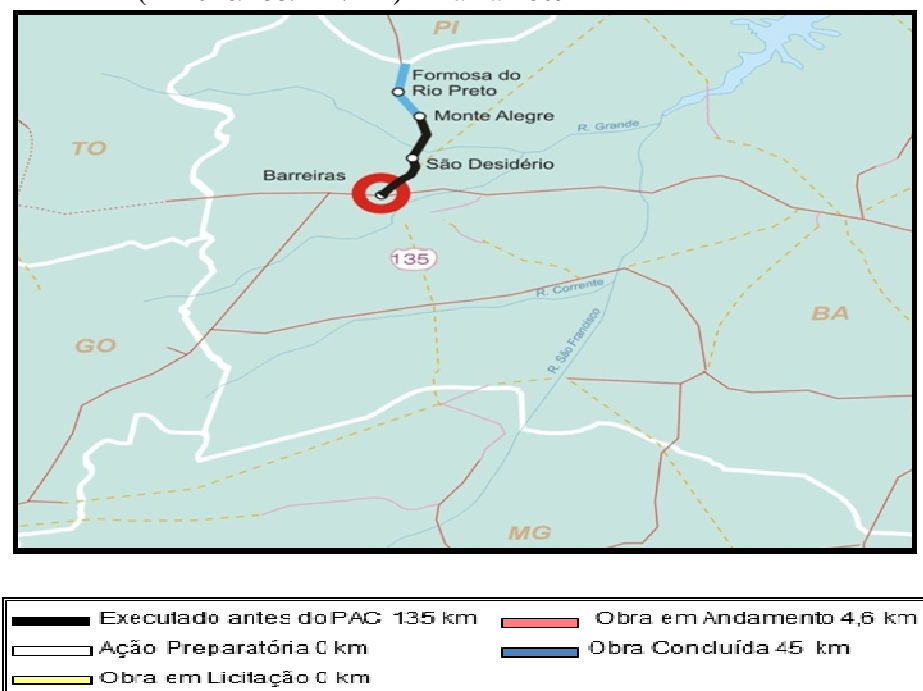 PI
Formosa do
Rio Preto
Monte Alegre
R. Grande
TO
São Desidério
Barreiras
135
R. Corrente
BA
R. São Francisco
GO
MG
Executado antes do PAC 135 km
Obra em Andamento 4,6 km
Ação Preparatória 0 km
Obra Concluída 45 km
Obra em Licitação 0 km